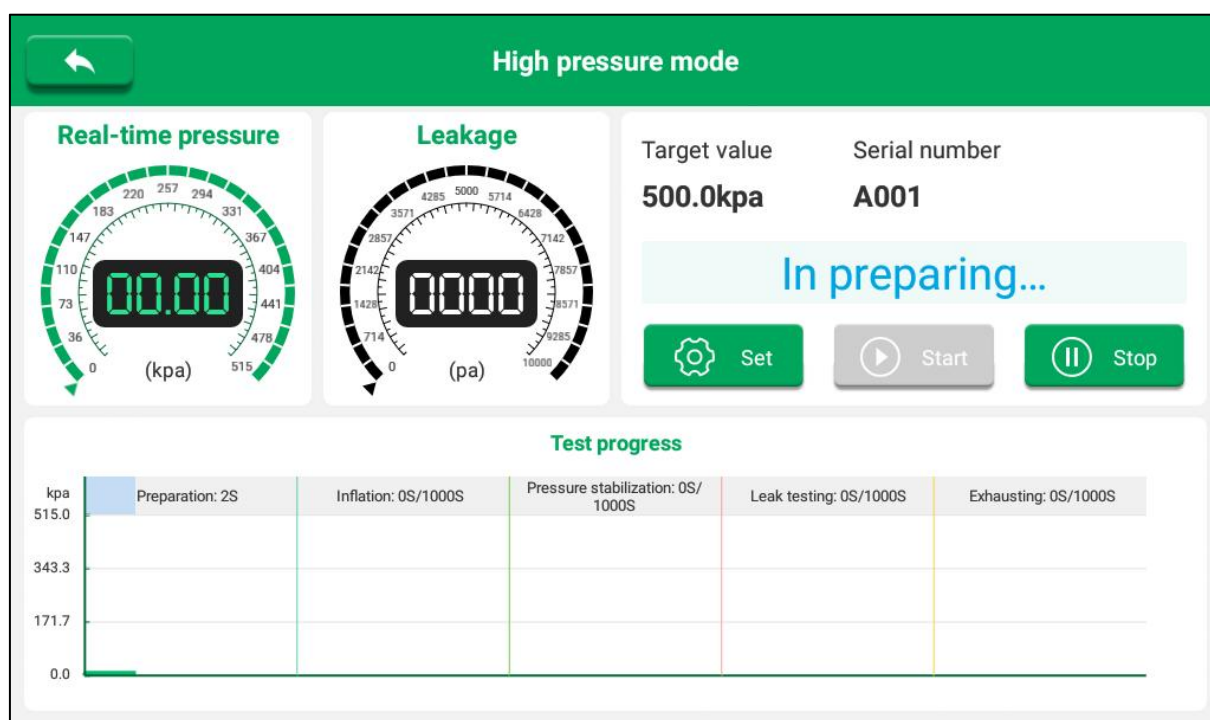 High pressure mode
Real-time pressure
0
36
73
110
147
183
220
257
294
331
367
404
441
478
515
00.00
(kpa)
Leakage
0
714
1428
2142
2857
3571
4285
5000
5714
6428
7142
7857
8571
9285
10000
0000
(pa)
Target value
Serial number
500.0kpa
A001
In preparing...
Set
Start
Stop
Test progress
kpa
515.0
343.3
171.7
0.0
Preparation: 2S
Inflation: 0S/1000S
Pressure stabilization: 0S/
1000S
Leak testing: 0S/1000S
Exhausting: 0S/1000S